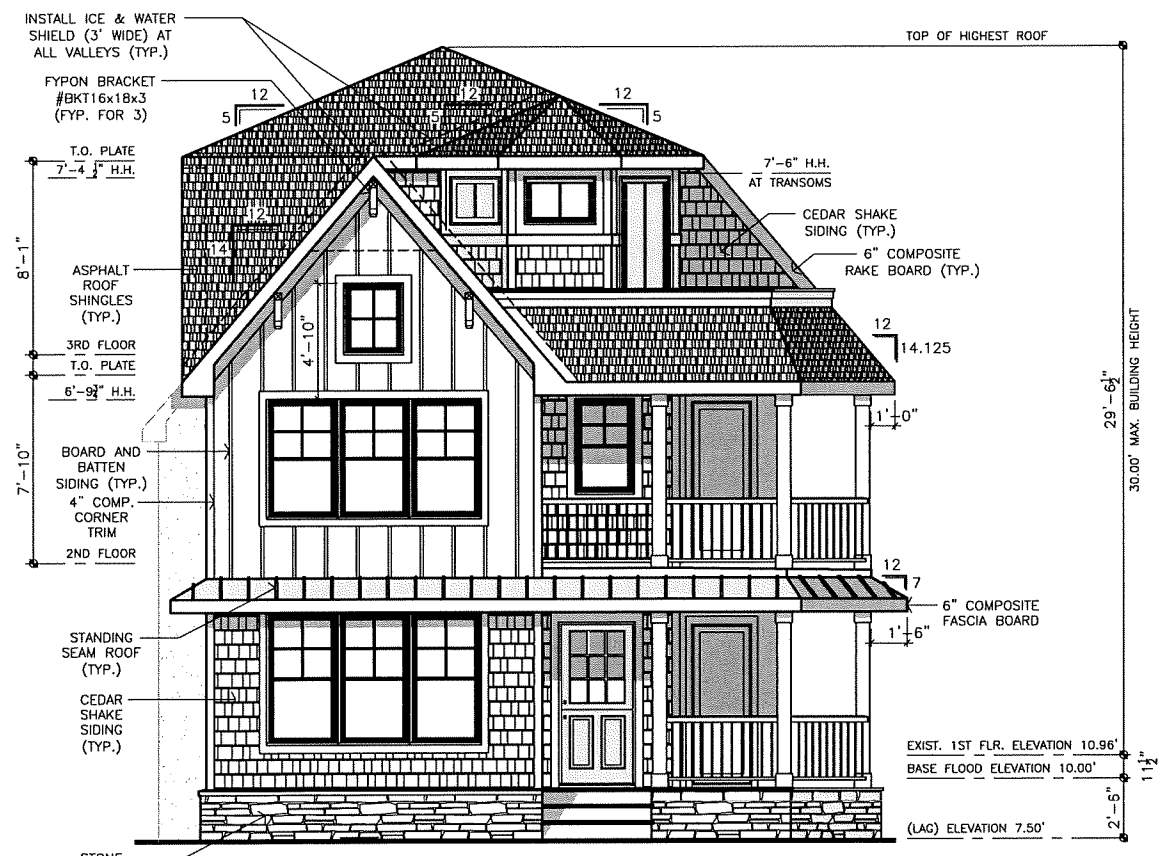 INSTALL ICE & WATER
SHIELD (3' WIDE) AT
ALL VALLEYS (TYP.)
TOP OF HIGHEST ROOF
FYPON BRACKET
#BKT16x18x3
(FYP. FOR 3)
12
5
12
5
12
5
T.O. PLATE
7'-4 ½" H.H.
7'-6" H.H.
AT TRANSOMS
CEDAR SHAKE
SIDING (TYP.)
6" COMPOSITE
RAKE BOARD (TYP.)
12
14
8'-1"
ASPHALT
ROOF
SHINGLES
(TYP.)
4'-10"
12
14.125
3RD FLOOR
T.O. PLATE
6'-9¾" H.H.
1'-0"
29'-6½"
30.00' MAX. BUILDING HEIGHT
7'-10"
BOARD AND
BATTEN
SIDING (TYP.)
4" COMP.
CORNER
TRIM
2ND FLOOR
12
7
6" COMPOSITE
FASCIA BOARD
1'-6"
STANDING
SEAM ROOF
(TYP.)
CEDAR
SHAKE
SIDING
(TYP.)
EXIST. 1ST FLR. ELEVATION 10.96'
BASE FLOOD ELEVATION 10.00'
11½"
2'-6"
(LAG) ELEVATION 7.50'
STONE